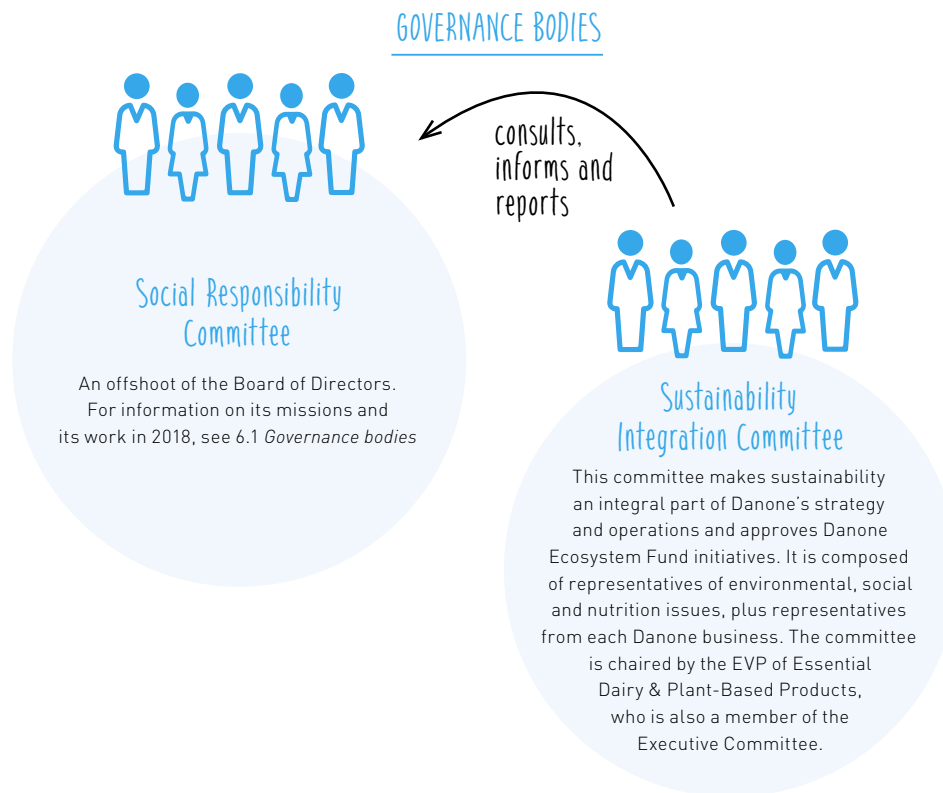 GOVERNANCE BODIES
consults,
informs and
reports
Social Responsibility
Committee
An offshoot of the Board of Directors.
For information on its missions and
its work in 2018, see 6.1 Governance bodies
Sustainability
Integration Committee
This committee makes sustainability
an integral part of Danone’s strategy
and operations and approves Danone
Ecosystem Fund initiatives. It is composed
of representatives of environmental, social
and nutrition issues, plus representatives
from each Danone business. The committee
is chaired by the EVP of Essential
Dairy & Plant-Based Products,
who is also a member of the
Executive Committee.